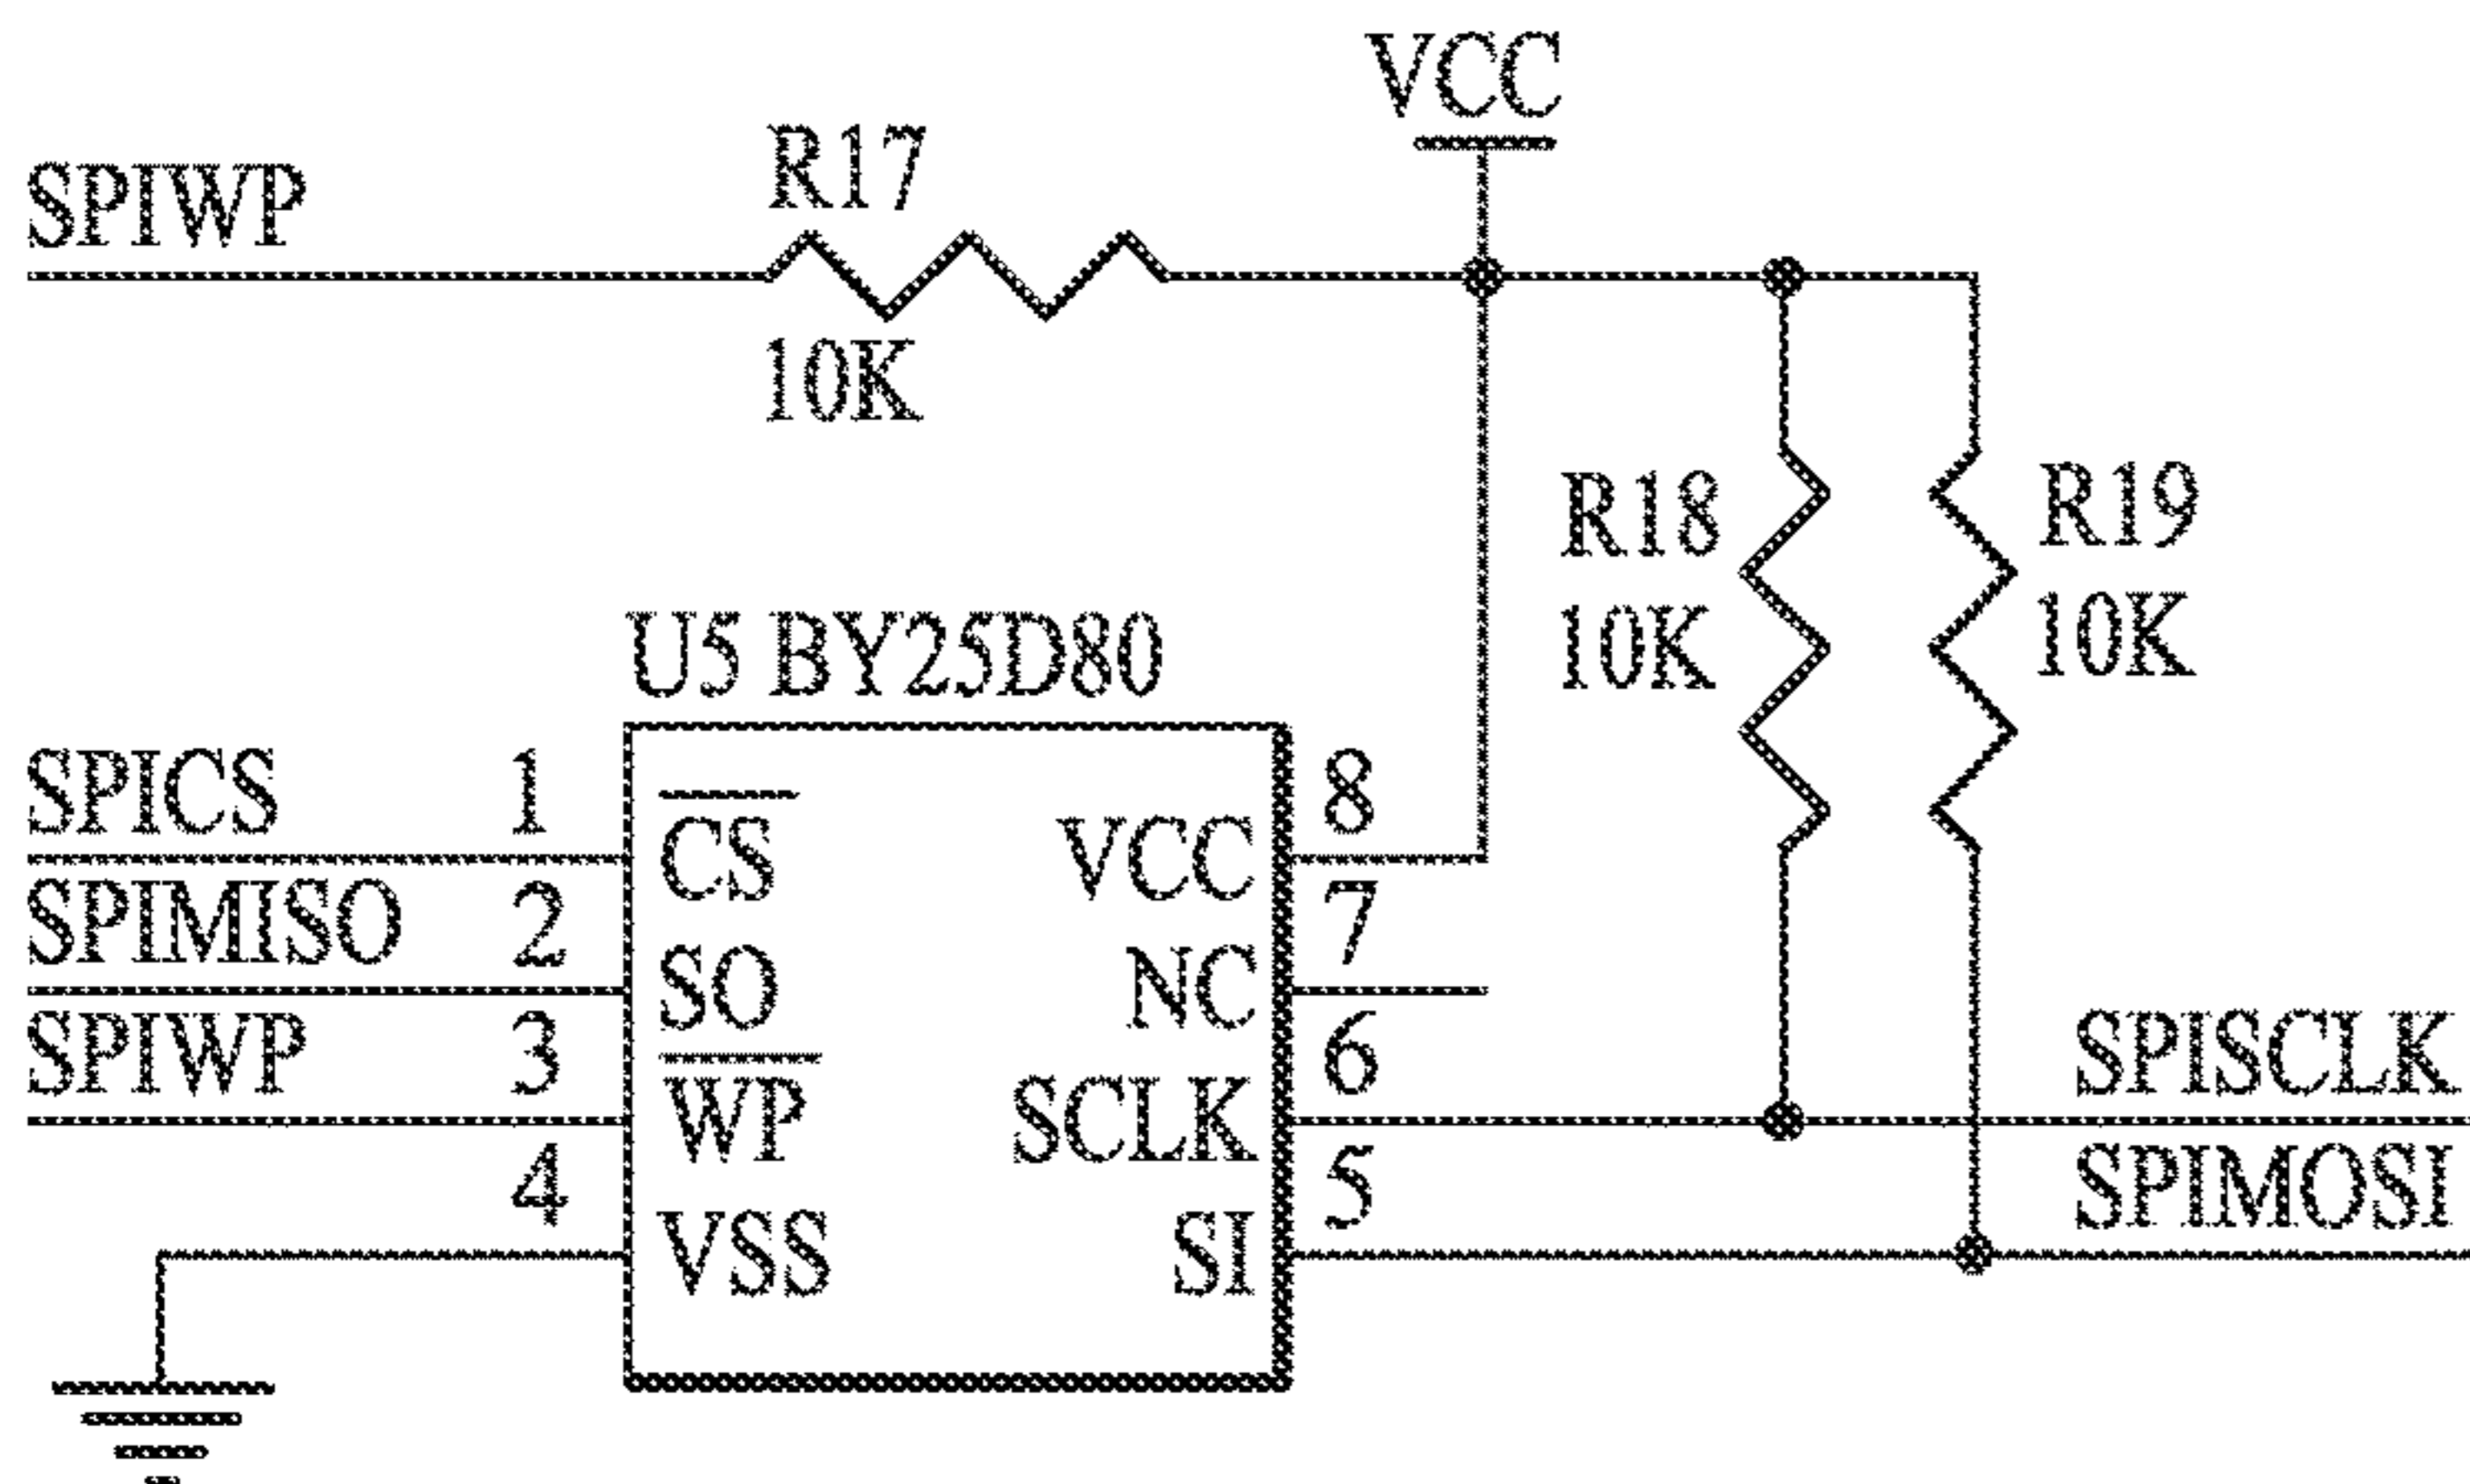 VCC
R17
SPIWP
10K
R18
R19
10K
10K
U5 BY25D80
SPICS 1 CS VCC 8
SPIMISO 2 SO NC 7
SPIWP 3 WP SCLK 6 SPISCLK
4 VSS SI 5 SPIMOSI